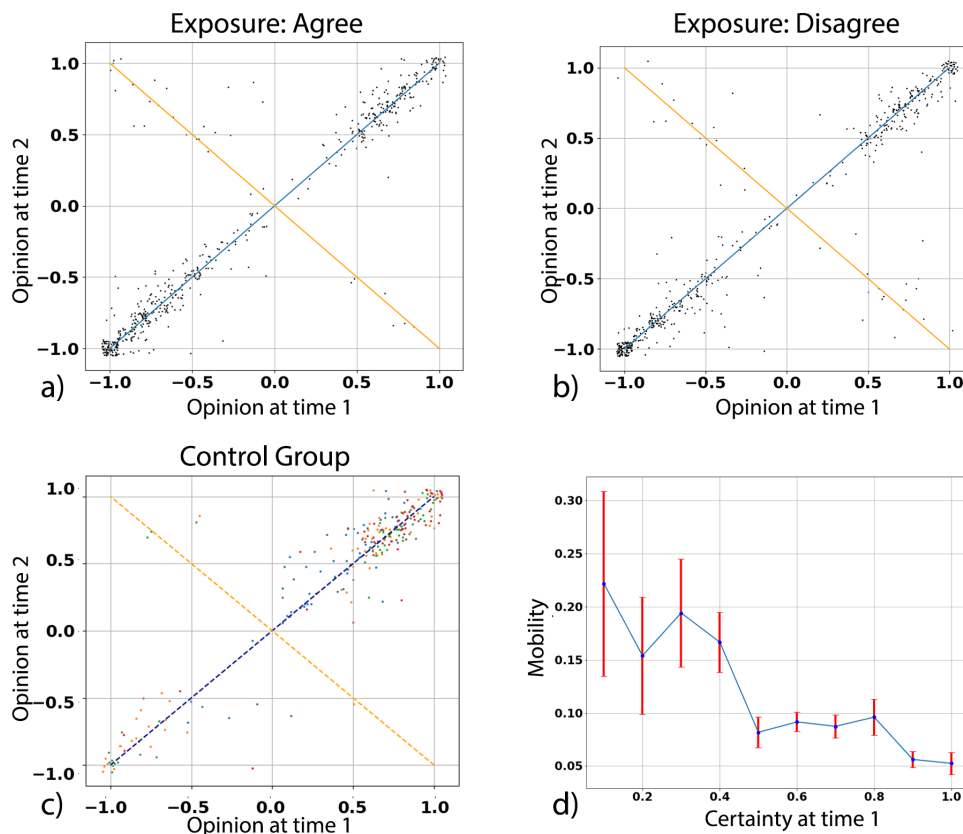 Exposure: Agree
1.0
0.5
0.0
−0.5
−1.0
Opinion at time 2
−1.0 −0.5 0.0 0.5 1.0
Opinion at time 1
a)
Exposure: Disagree
1.0
0.5
0.0
−0.5
−1.0
Opinion at time 2
−1.0 −0.5 0.0 0.5 1.0
Opinion at time 1
b)
Control Group
1.0
0.5
0.0
−0.5
−1.0
Opinion at time 2
−1.0 −0.5 0.0 0.5 1.0
Opinion at time 1
c)
0.30
0.25
0.20
0.15
0.10
0.05
Mobility
0.2 0.4 0.6 0.8 1.0
Certainty at time 1
d)